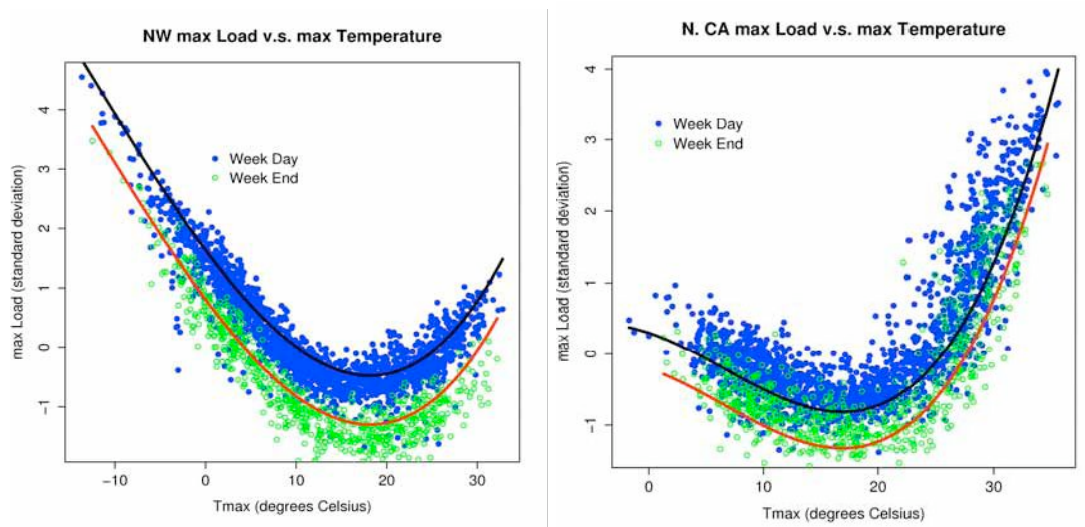 NW max Load v.s. max Temperature
max Load (standard deviation)
4
3
2
1
0
−1
Week Day
Week End
−10
0
10
20
30
Tmax (degrees Celsius)
N. CA max Load v.s. max Temperature
max Load (standard deviation)
4
3
2
1
0
−1
Week Day
Week End
0
10
20
30
Tmax (degrees Celsius)